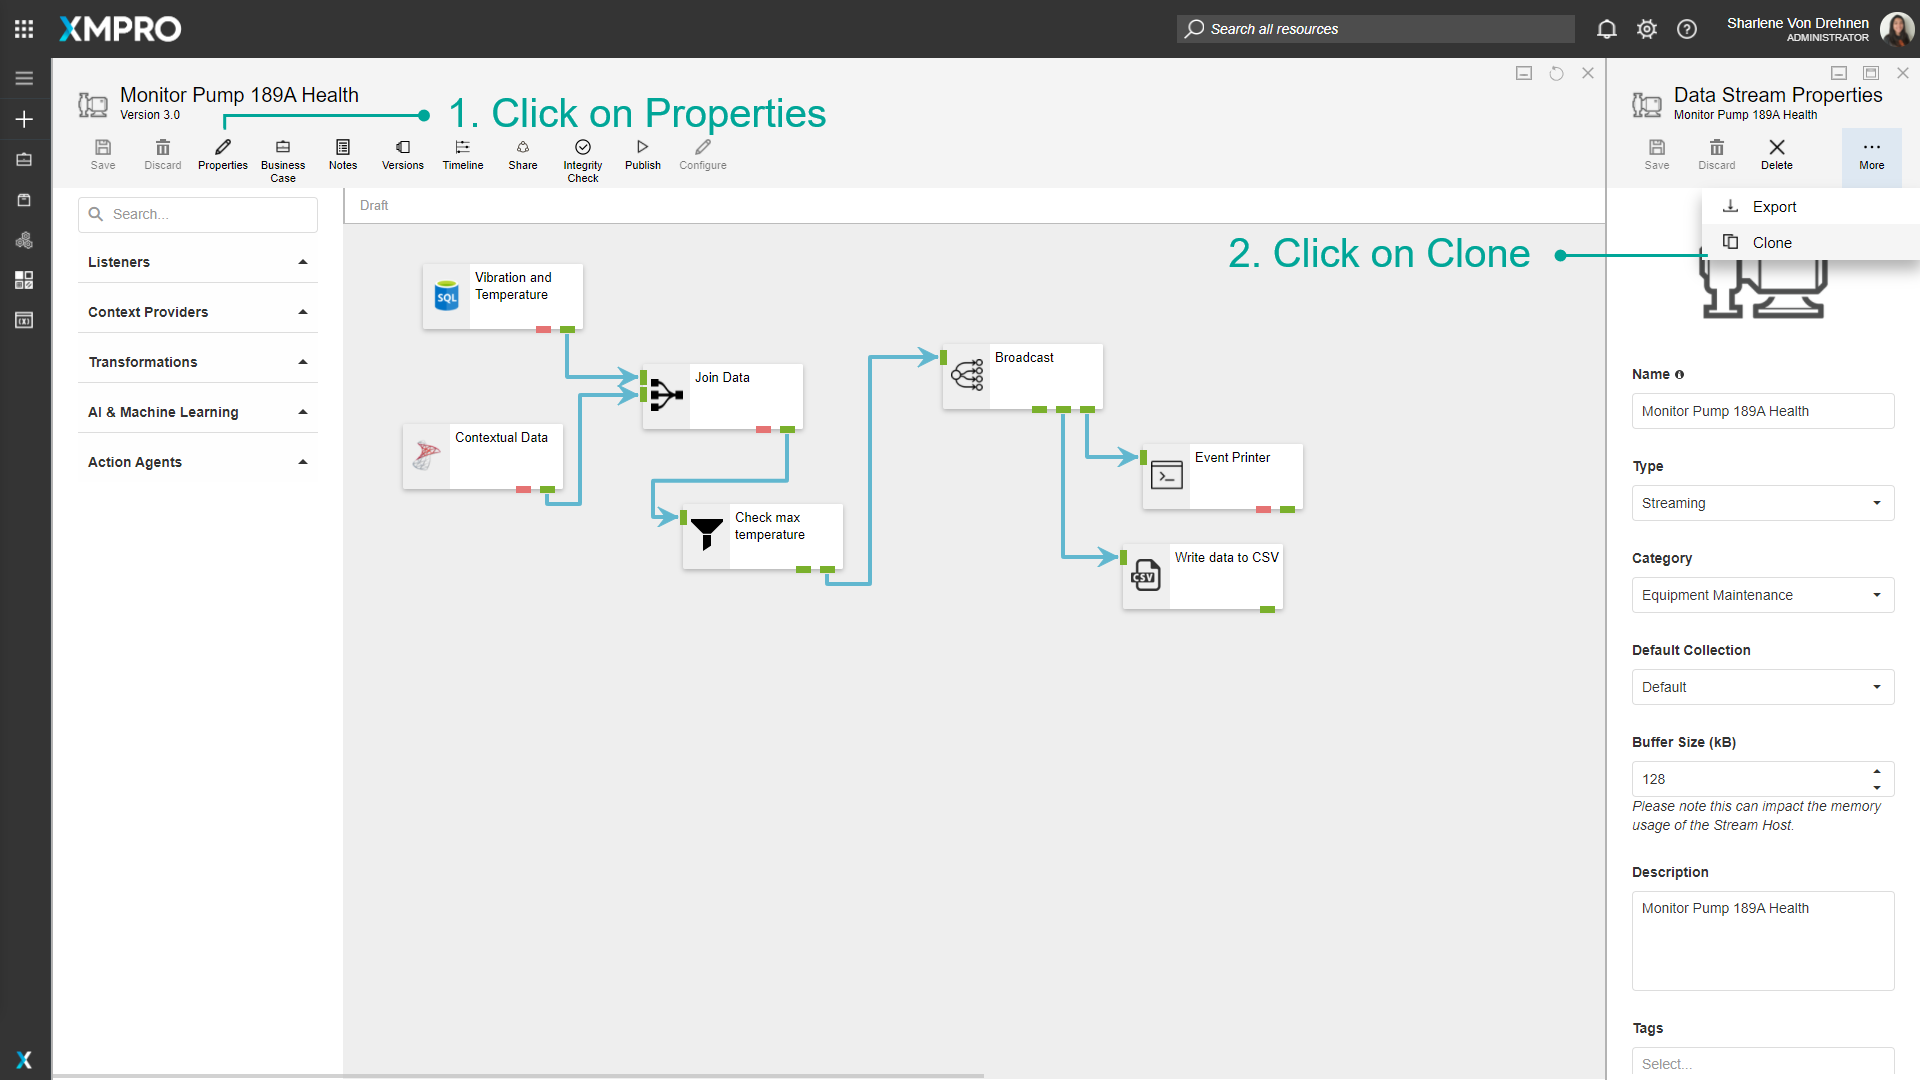 XMPRO
Search all resources
Sharlene Von Drehnen
ADMINISTRATOR
Monitor Pump 189A Health
Version 3.0
1. Click on Properties
Save
Discard
Properties
Business
Case
Notes
Versions
Timeline
Share
Integrity
Check
Publish
Configure
Search...
Listeners
Context Providers
Transformations
AI & Machine Learning
Action Agents
Draft
2. Click on Clone
SQL
Vibration and
Temperature
Join Data
Contextual Data
Check max
temperature
Broadcast
Event Printer
CSV
Write data to CSV
Data Stream Properties
Monitor Pump 189A Health
Save
Discard
Delete
More
Export
Clone
Name
Monitor Pump 189A Health
Type
Streaming
Category
Equipment Maintenance
Default Collection
Default
Buffer Size (kB)
128
Please note this can impact the memory
usage of the Stream Host.
Description
Monitor Pump 189A Health
Tags
Select...